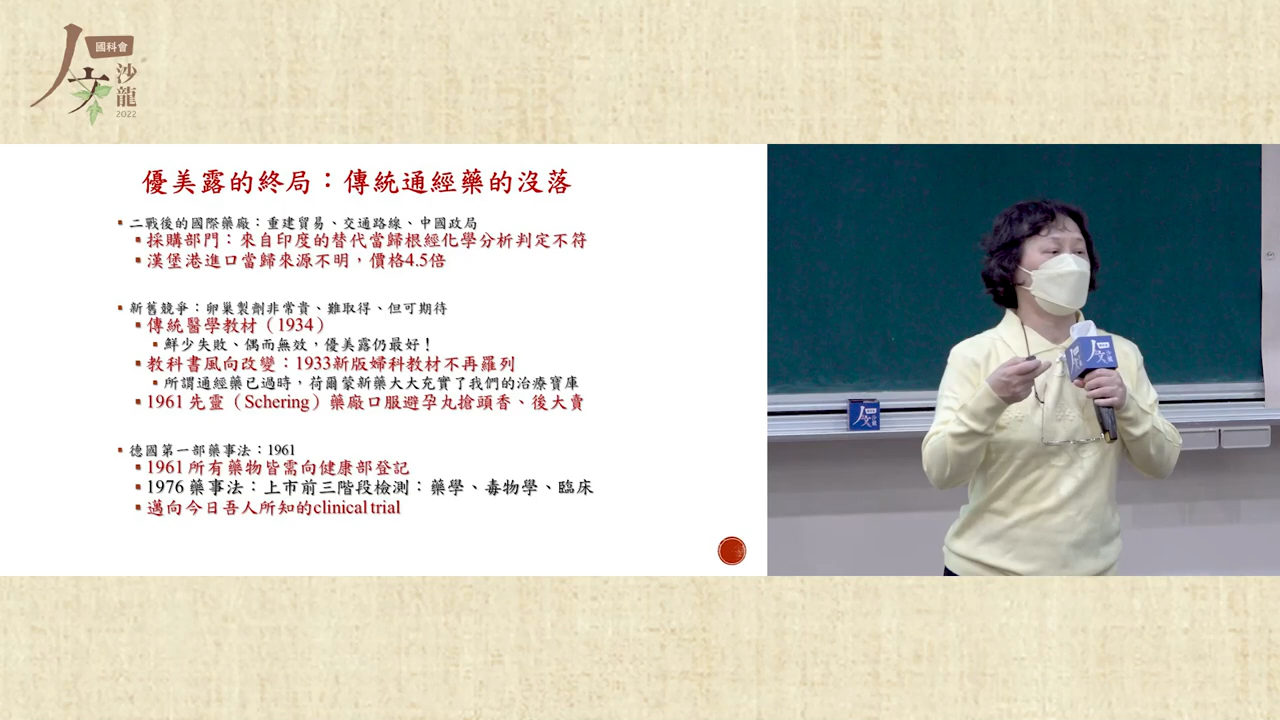 國科會
人文
沙龍
2022
優美露的終局：傳統通經藥的沒落
二戰後的國際藥廠：重建貿易、交通路線、中國政局
採購部門：來自印度的替代當歸根經化學分析判定不符
漢堡港進口當歸來源不明，價格4.5倍
新舊競爭：卵巢製劑非常貴、難取得、但可期待
傳統醫學教材（1934）
鮮少失敗、偶而無效，優美露仍最好！
教科書風向改變：1933新版婦科教材不再羅列
所謂通經藥已過時，荷爾蒙新藥大大充實了我們的治療寶庫
1961 先靈（Schering）藥廠口服避孕丸搶頭香、後大賣
德國第一部藥事法：1961
1961 所有藥物皆需向健康部登記
1976 藥事法：上市前三階段檢測：藥學、毒物學、臨床
邁向今日吾人所知的clinical trial
人文
沙龍
人文
沙龍